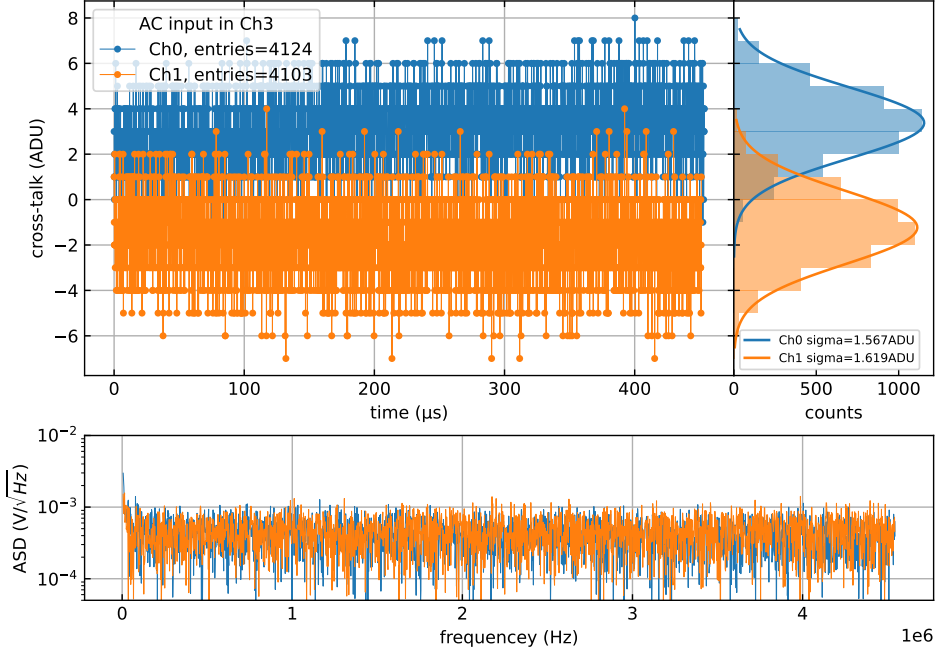 AC input in Ch3
Ch0, entries=4124
Ch1, entries=4103
cross-talk (ADU)
8
6
4
2
0
−2
−4
−6
0 100 200 300 400
time (μs)
Ch0 sigma=1.567ADU
Ch1 sigma=1.619ADU
0 500 1000
counts
ASD (V/√Hz)
10⁻²
10⁻³
10⁻⁴
0 1 2 3 4
1e6
frequencey (Hz)